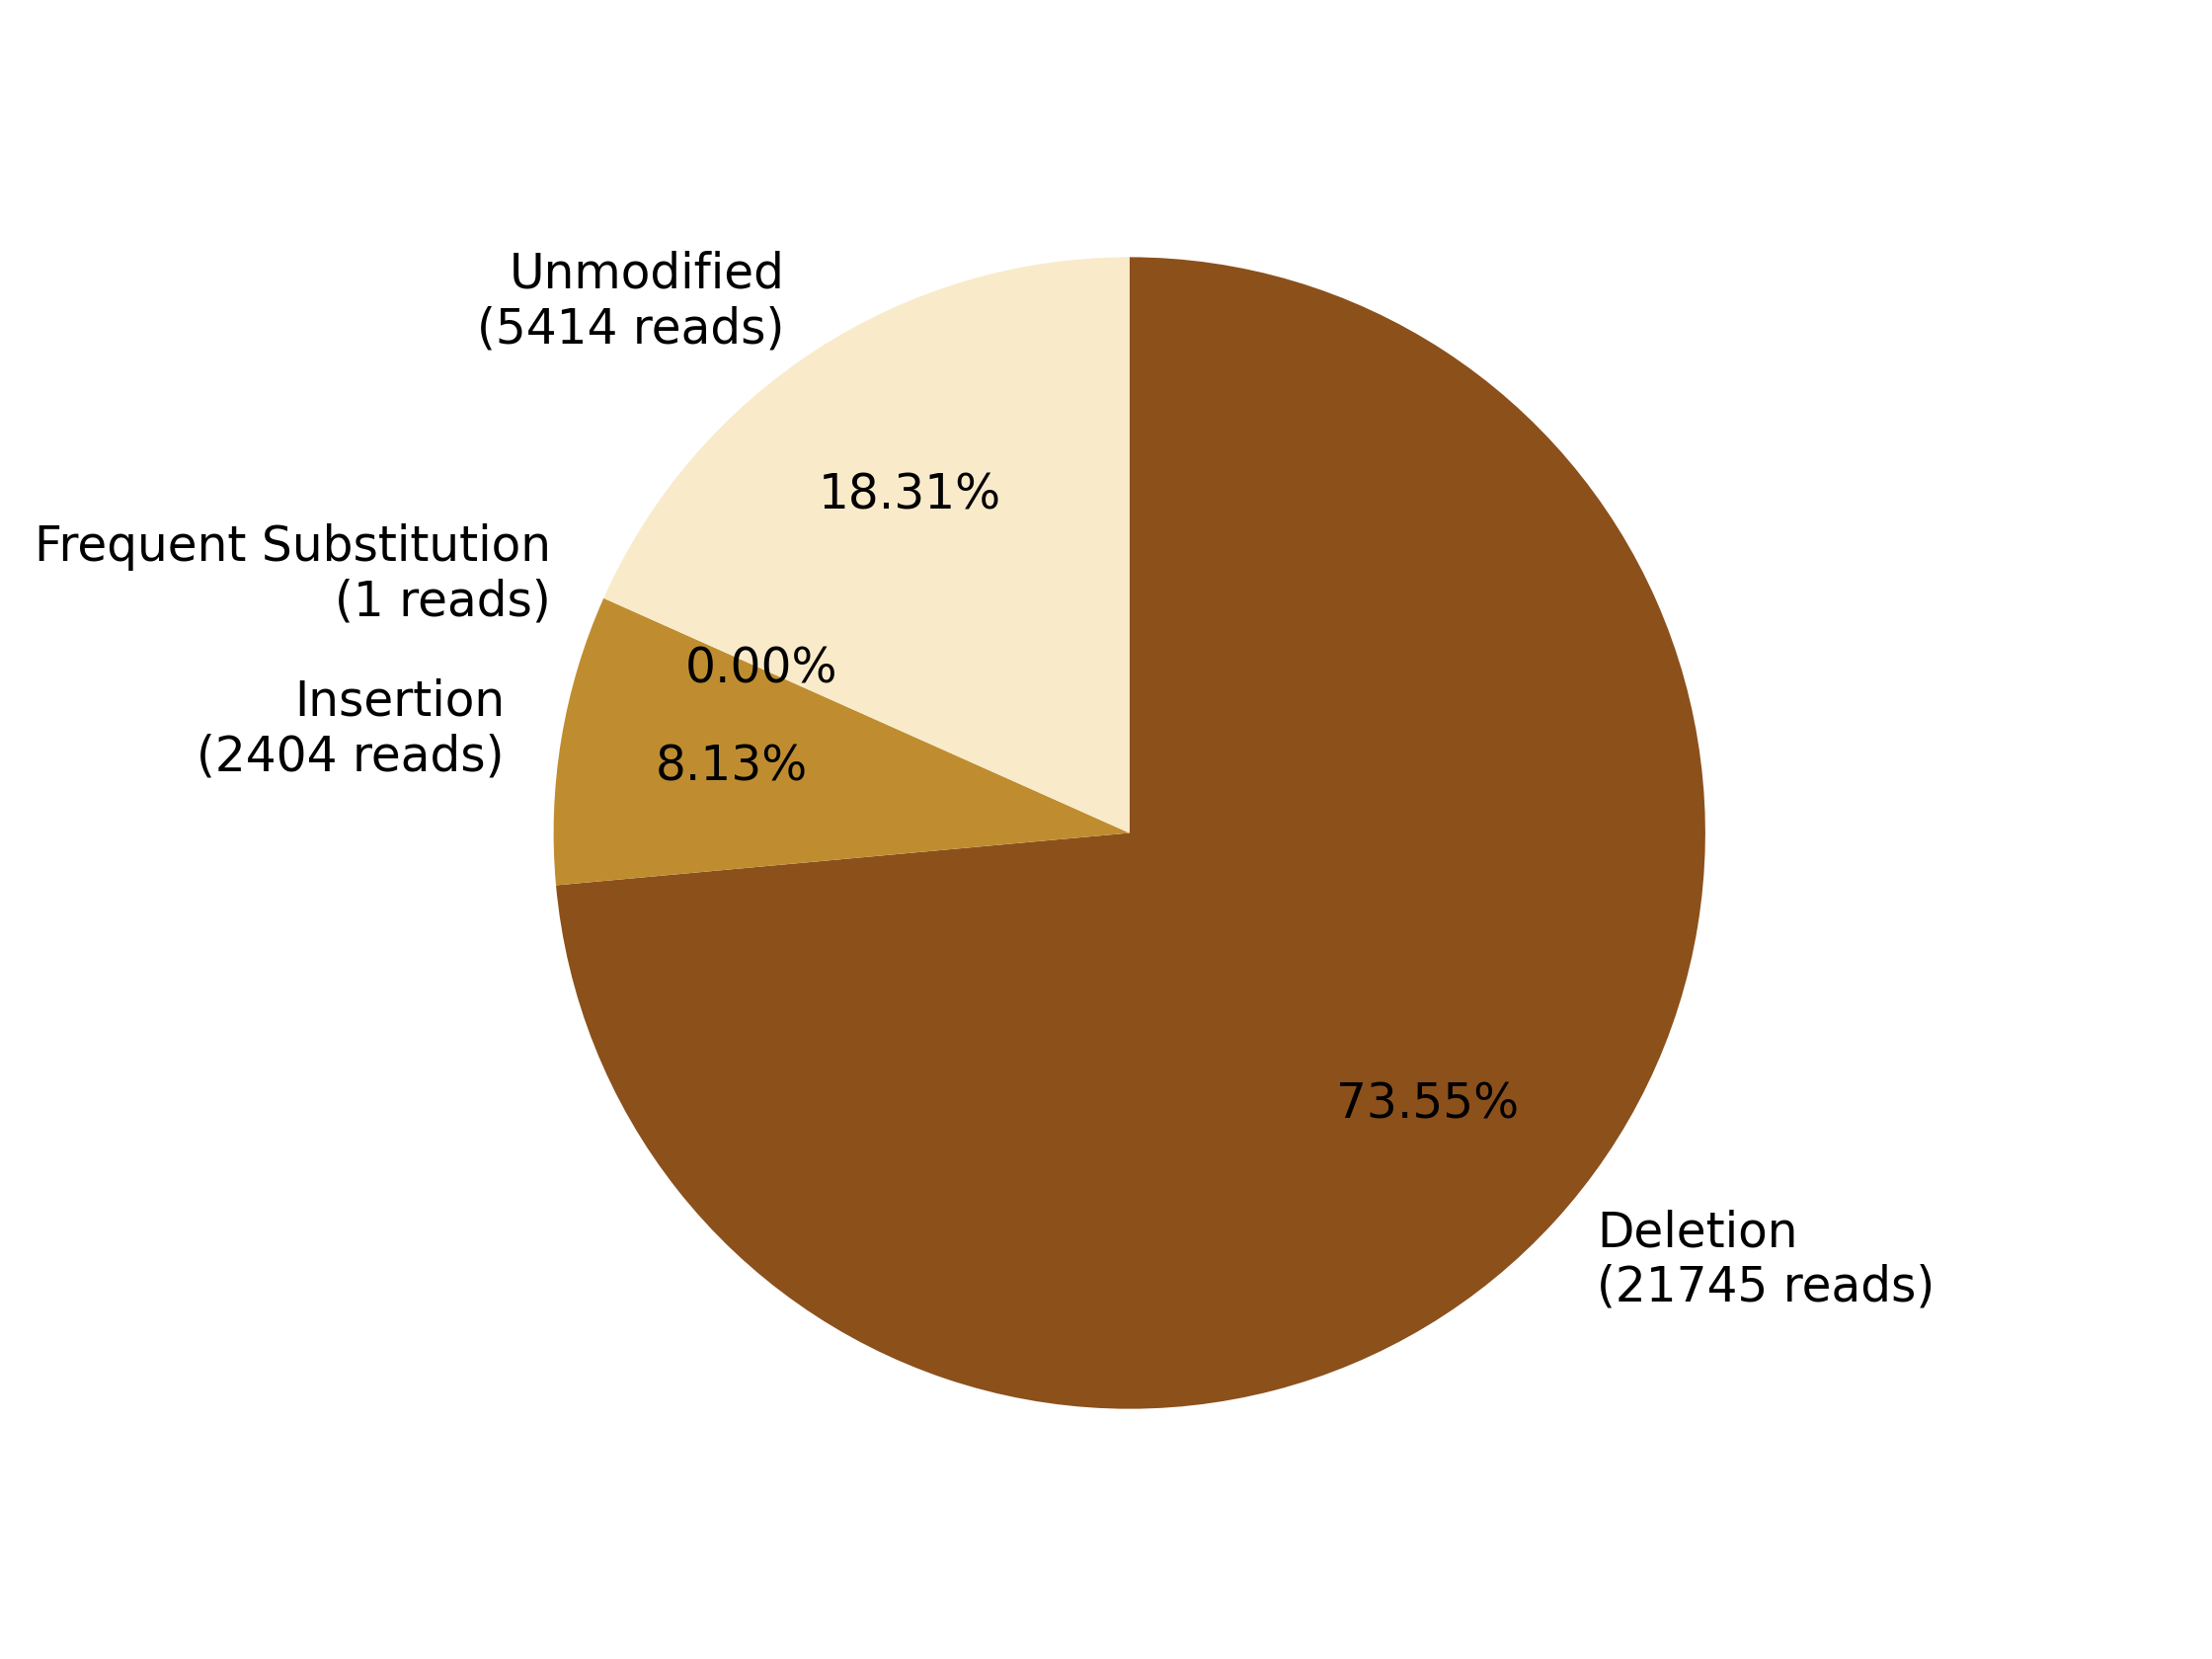 Unmodified
(5414 reads)
18.31%
Frequent Substitution
(1 reads)
0.00%
Insertion
(2404 reads)
8.13%
73.55%
Deletion
(21745 reads)